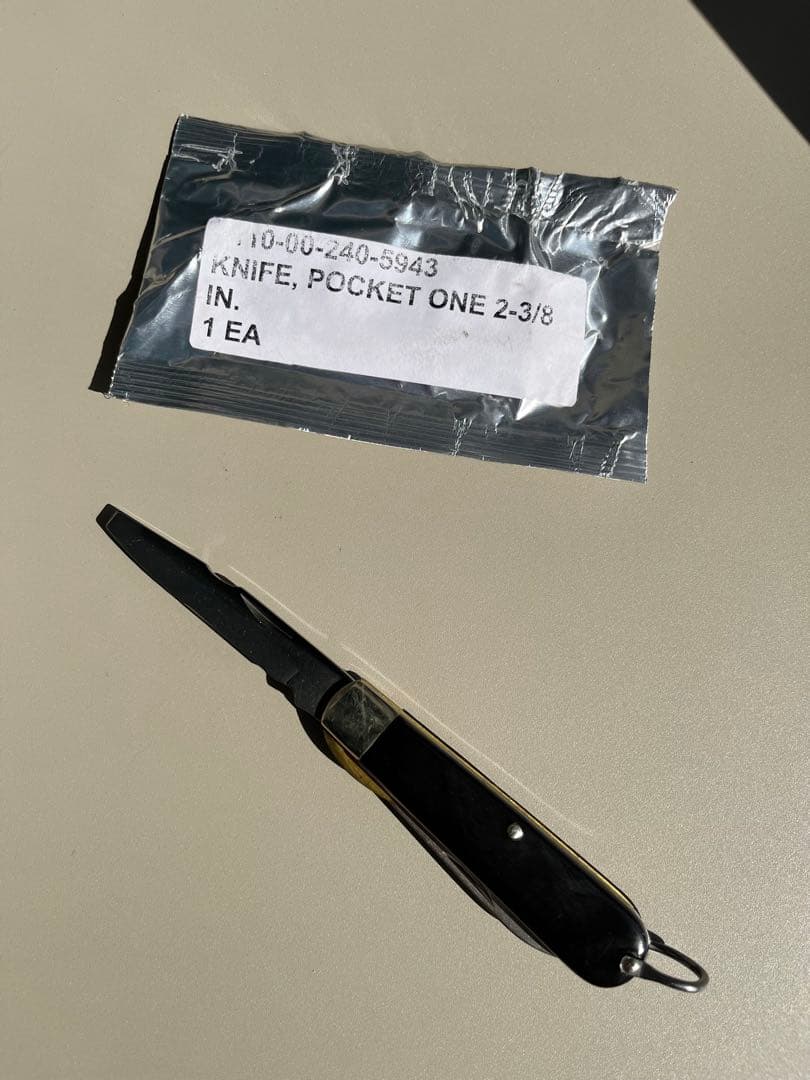 10-00-240-5943
KNIFE, POCKET ONE 2-3/8
IN.
1 EA